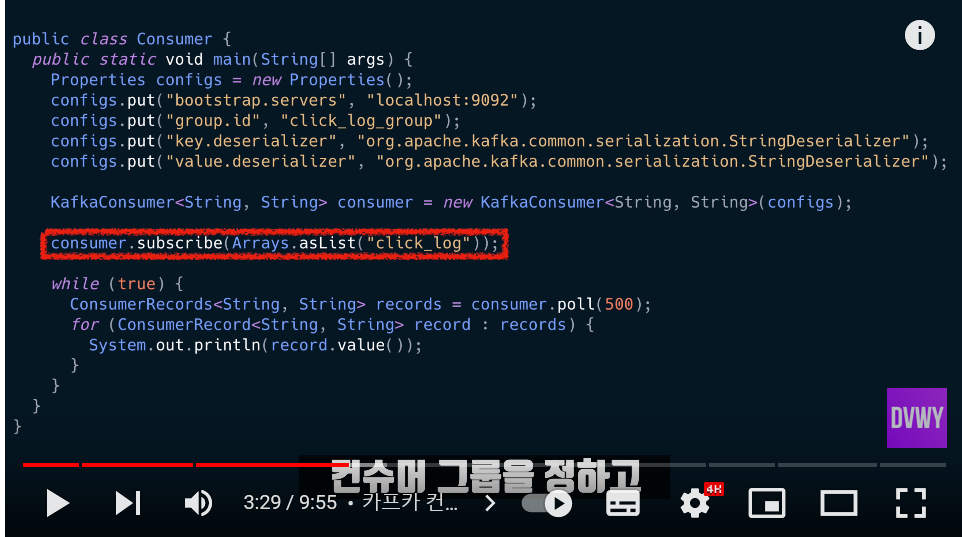 public class Consumer {
public static void main(String[] args) {
Properties configs = new Properties();
configs.put("bootstrap.servers", "localhost:9092");
configs.put("group.id", "click_log_group");
configs.put("key.deserializer", "org.apache.kafka.common.serialization.StringDeserializer");
configs.put("value.deserializer", "org.apache.kafka.common.serialization.StringDeserializer");
KafkaConsumer<String, String> consumer = new KafkaConsumer<String, String>(configs);
consumer.subscribe(Arrays.asList("click_log"));
while (true) {
ConsumerRecords<String, String> records = consumer.poll(500);
for (ConsumerRecord<String, String> record : records) {
System.out.println(record.value());
}
}
}
}
DVWY
컨슈머 그룹을 정하고
3:29 / 9:55 • 카프카 컨...
4K